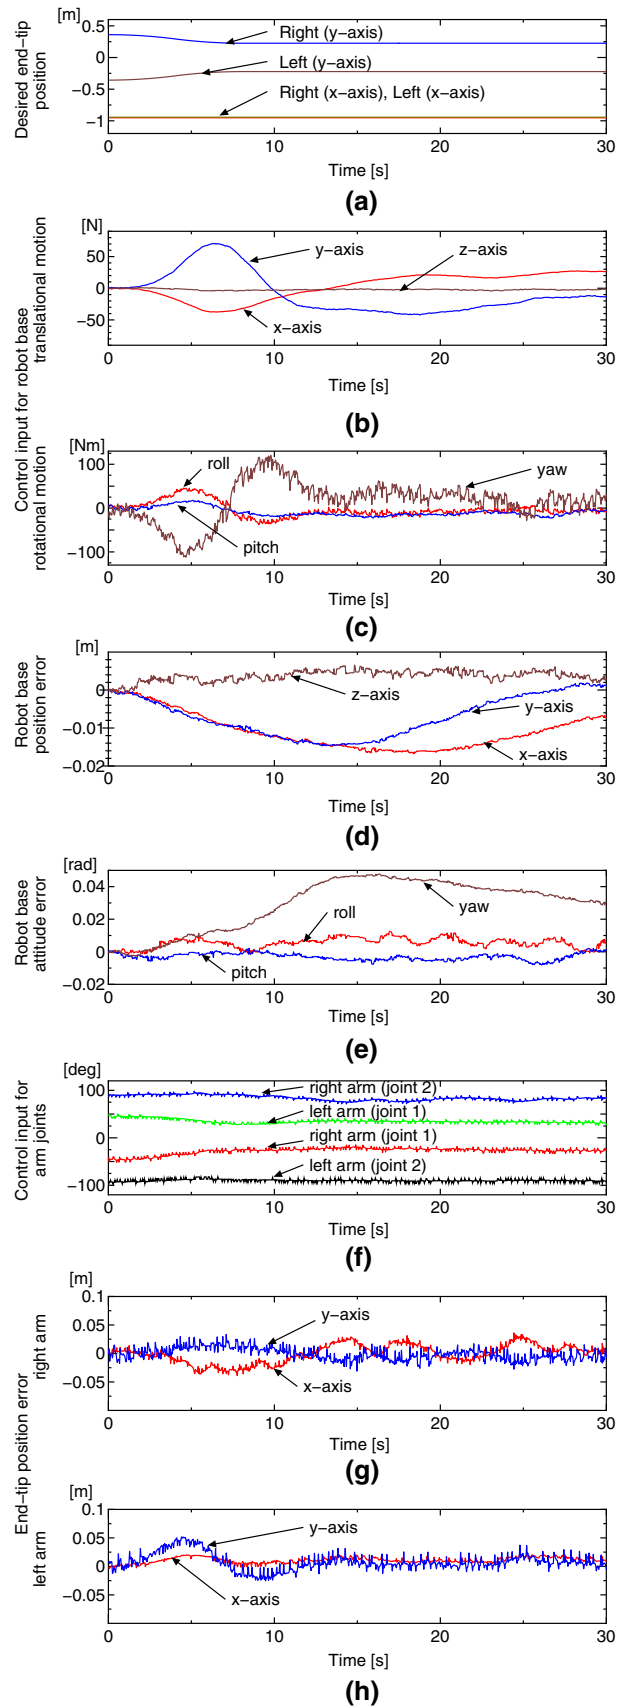 [m]
Desired end-tip
position
0.5
0
-0.5
-1
Right (y-axis)
Left (y-axis)
Right (x-axis), Left (x-axis)
0 10 20 30
Time [s]
(a)
Control input for robot base
translational motion
[N]
50
0
-50
y-axis
z-axis
x-axis
0 10 20 30
Time [s]
(b)
rotational motion
[Nm]
100
0
-100
roll
yaw
pitch
0 10 20 30
Time [s]
(c)
Robot base
position error
[m]
0
-0.01
-0.02
z-axis
y-axis
x-axis
0 10 20 30
Time [s]
(d)
Robot base
attitude error
[rad]
0.04
0.02
0
-0.02
yaw
roll
pitch
0 10 20 30
Time [s]
(e)
Control input for
arm joints
[deg]
100
0
-100
right arm (joint 2)
left arm (joint 1)
right arm (joint 1)
left arm (joint 2)
0 10 20 30
Time [s]
(f)
End-tip position error
right arm
[m]
0.1
0.05
0
-0.05
y-axis
x-axis
0 10 20 30
Time [s]
(g)
left arm
[m]
0.1
0.05
0
-0.05
y-axis
x-axis
0 10 20 30
Time [s]
(h)